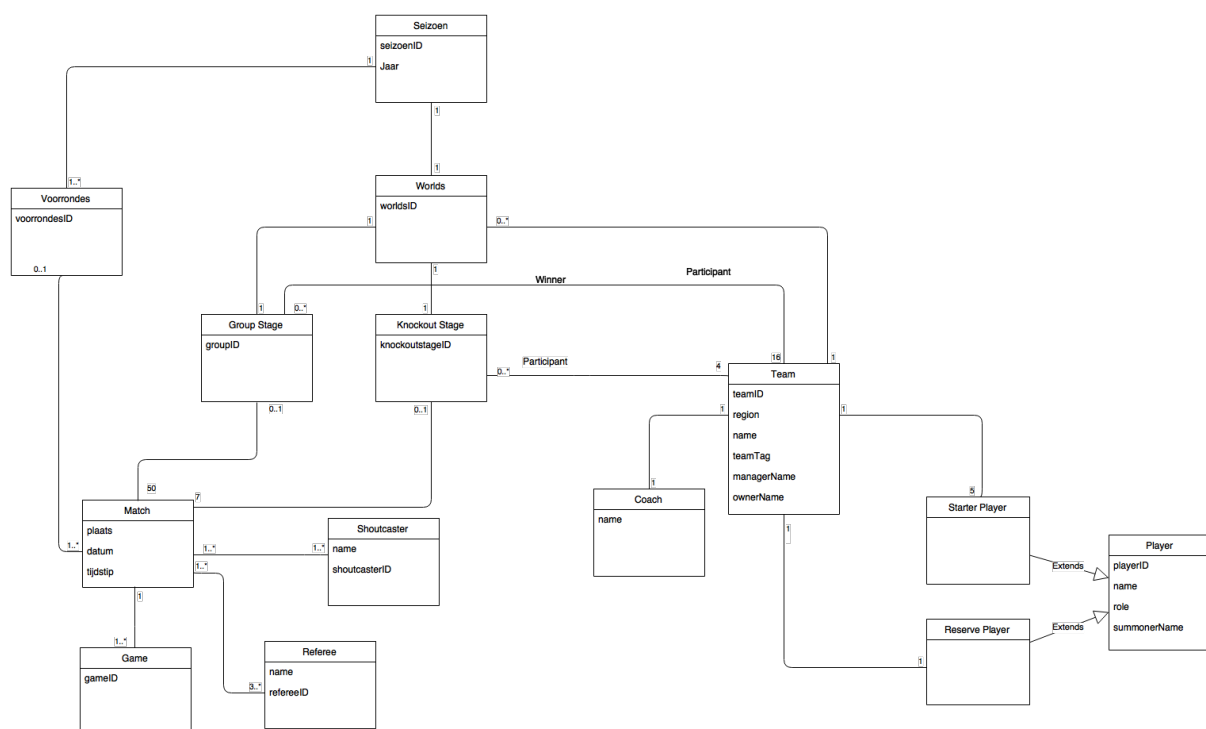 Seizoen
seizoenID
Jaar
1
1
1..*
1
Voorrondes
voorrondesID
0..1
Worlds
worldsID
1
0..*
1
Participant
Winner
1
0..*
1
Group Stage
groupID
0..1
Knockout Stage
knockoutstageID
0..1
Participant
0..*
4
16
1
Team
teamID
region
name
teamTag
managerName
ownerName
1
1
1
1
Coach
name
5
Starter Player
50
7
Match
plaats
datum
tijdstip
1..*
1..*
1..*
1..*
1
Shoutcaster
name
shoutcasterID
Extends
Player
playerID
name
role
summonerName
Extends
Reserve Player
1
1..*
Game
gameID
Referee
name
refereeID
3..*